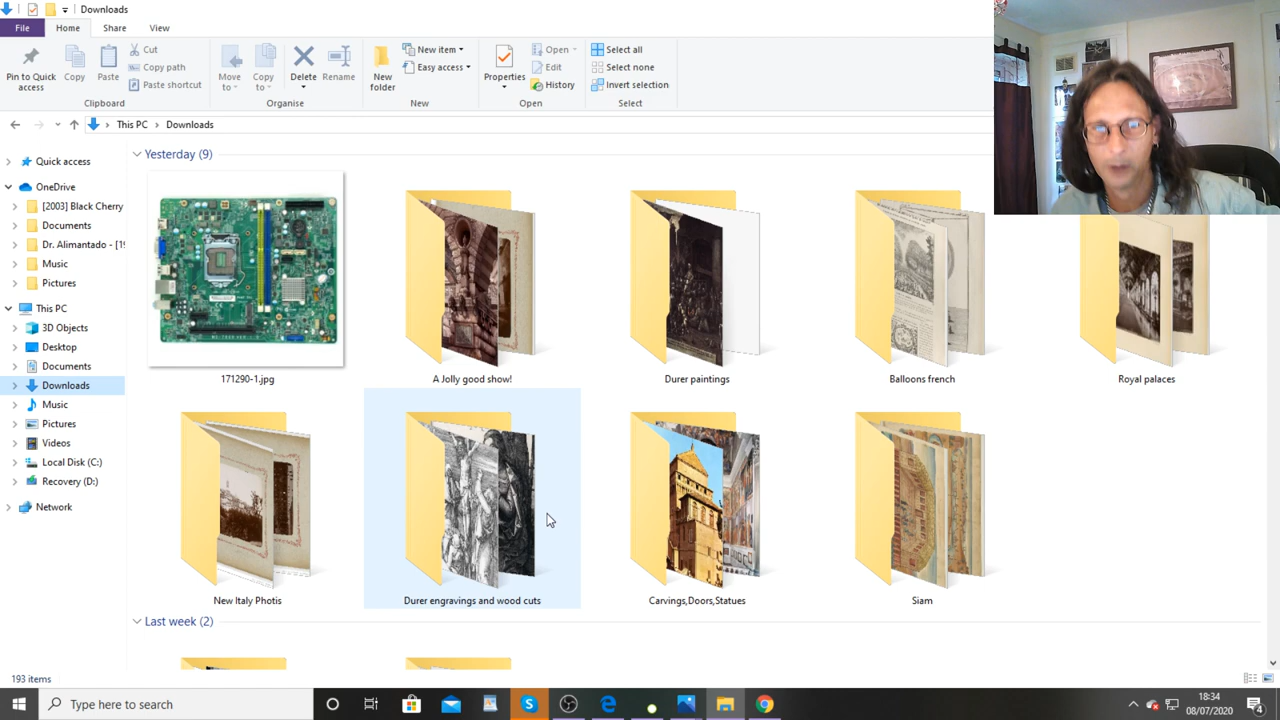 Downloads
File
Home
Share
View
Pin to Quick access
Copy
Paste
Cut
Copy path
Paste shortcut
Clipboard
Move to
Copy to
Delete
Rename
Organise
New folder
New item
Easy access
New
Properties
Open
Edit
History
Open
Select all
Select none
Invert selection
Select
This PC
Downloads
Quick access
OneDrive
[2003] Black Cherry
Documents
Dr. Alimantado - [19
Music
Pictures
This PC
3D Objects
Desktop
Documents
Downloads
Music
Pictures
Videos
Local Disk (C:)
Recovery (D:)
Network
Yesterday (9)
171290-1.jpg
A Jolly good show!
Durer paintings
Balloons french
Royal palaces
New Italy Photis
Durer engravings and wood cuts
Carvings,Doors,Statues
Siam
Last week (2)
193 items
Type here to search
18:34
08/07/2020
4